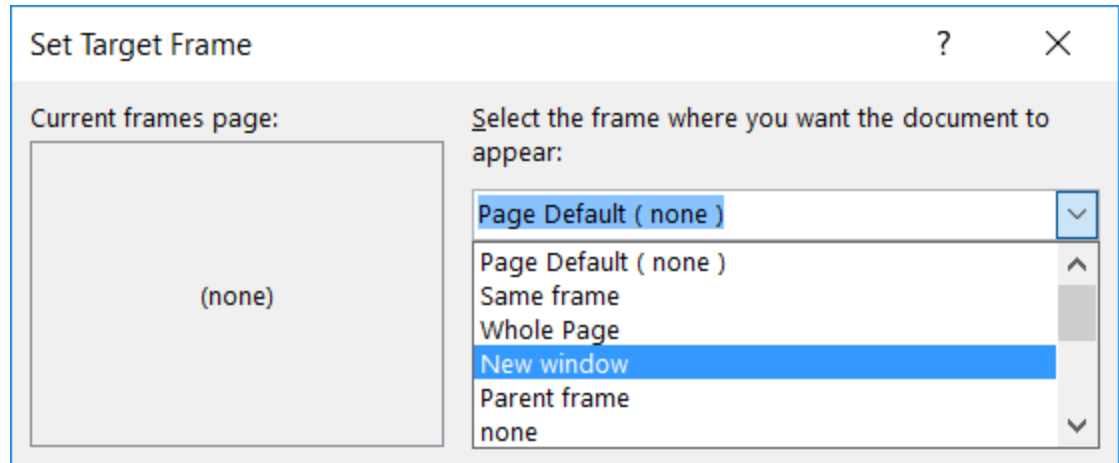 Set Target Frame ?
Current frames page:
(none)
Select the frame where you want the document to
appear:
Page Default ( none )
Page Default ( none )
Same frame
Whole Page
New window
Parent frame
none